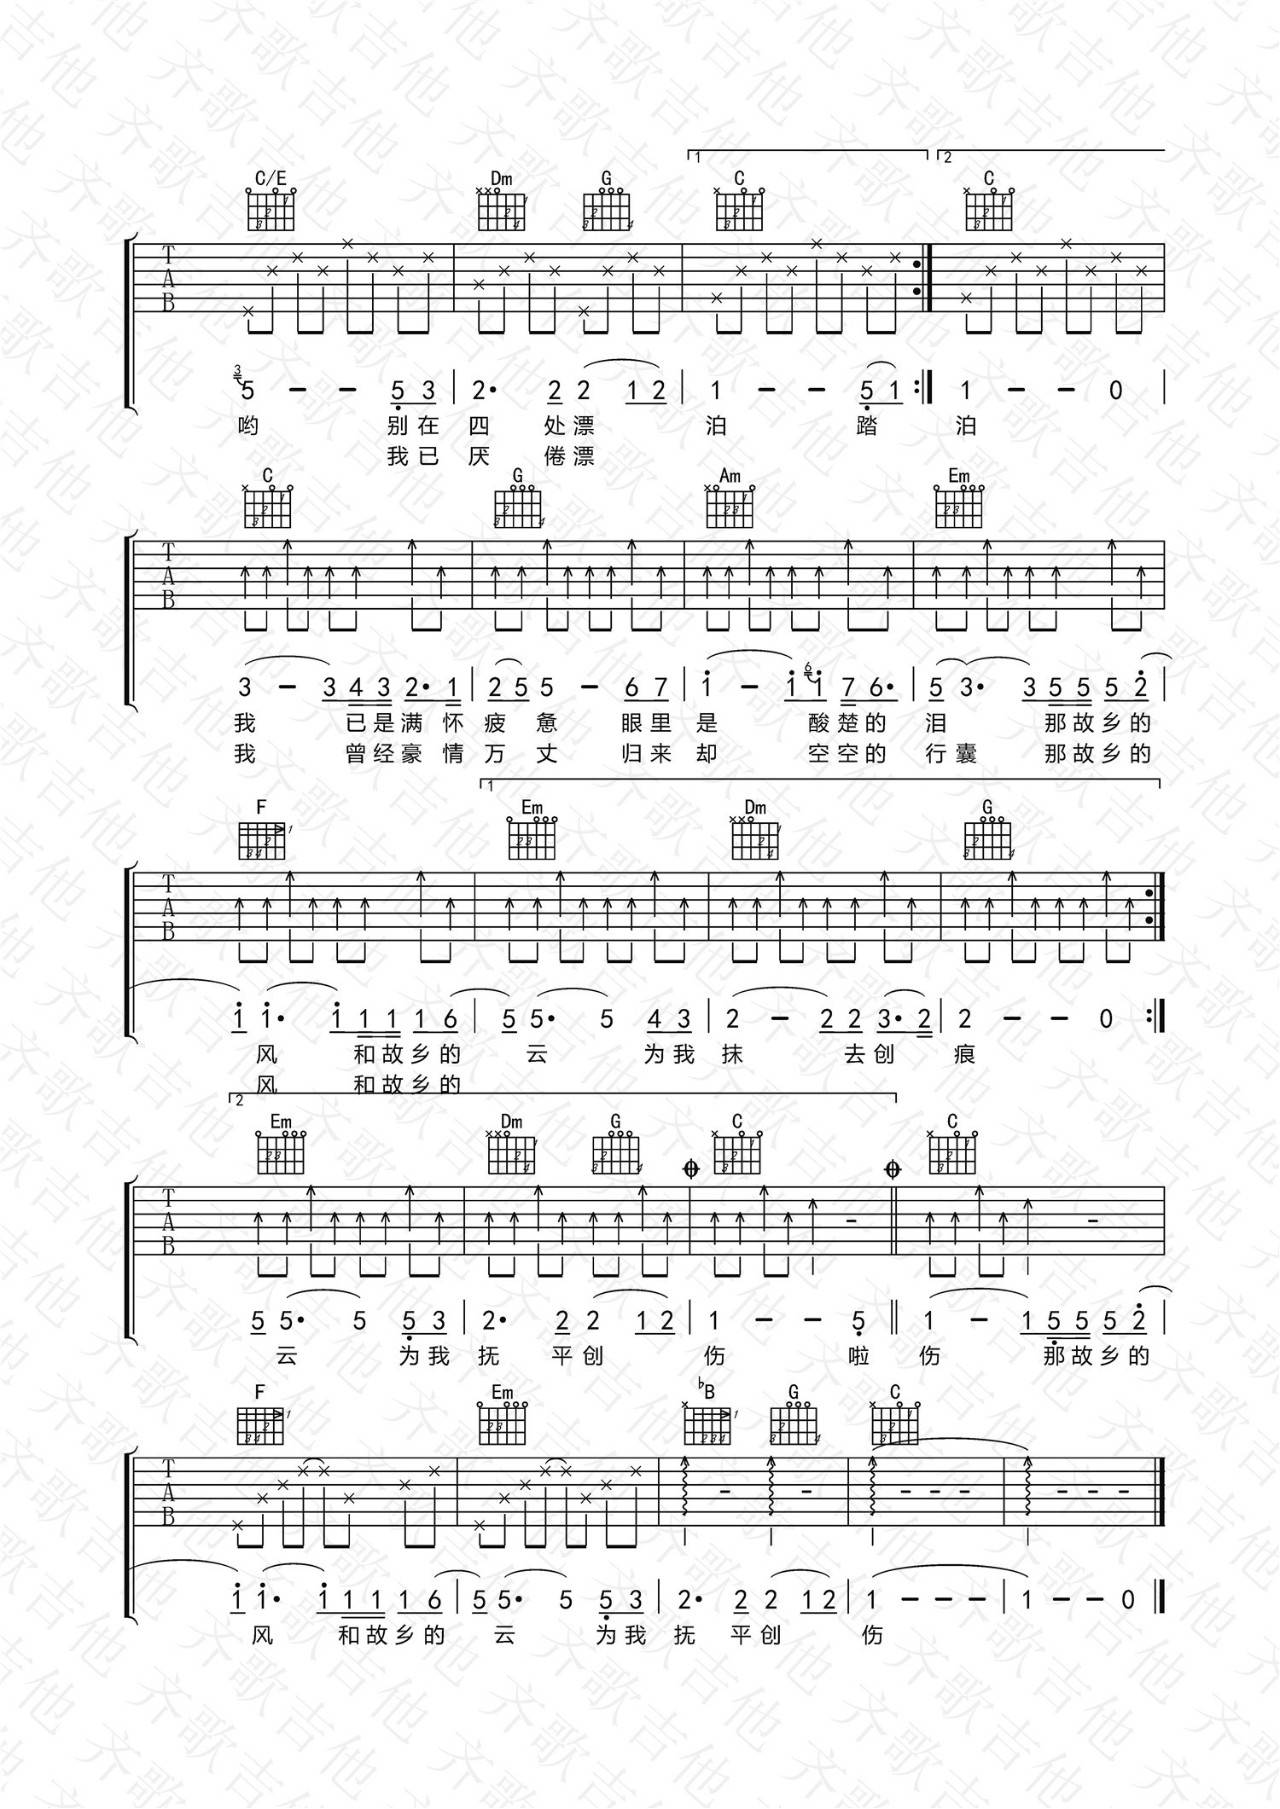 1 2
C/E Dm G C C
T
A
B
3
5 - - 5 3 2· 2 2 1 2 1 - - 5 1 1 - - 0
哟 别在四 处漂 泊 踏 泊
我已厌 倦漂
C G Am Em
T
A
B
6
3 - 3 4 3 2· 1 2 5 5 - 6 7 1 - 1 1 7 6· 5 3· 3 5 5 5 2
我 已是满怀疲惫 眼里是 酸楚的泪 那故乡的
我 曾经豪情万丈 归来却 空空的行囊 那故乡的
1
F Em Dm G
T
A
B
1 1· 1 1 1 1 6 5 5· 5 4 3 2 - 2 2 3· 2 2 - - 0
风 和故乡的 云 为我抹 去创 痕
风 和故乡的
2
Em Dm G C C
T
A
B
5 5· 5 5 3 2· 2 2 1 2 1 - - 5 1 - 1 5 5 5 2
云 为我抚 平创 伤 啦 伤 那故乡的
F Em ♭B G C
T
A
B
1 1· 1 1 1 1 6 5 5· 5 5 3 2· 2 2 1 2 1 - - - 1 - - 0
风 和故乡的 云 为我抚 平创 伤
齐歌吉他